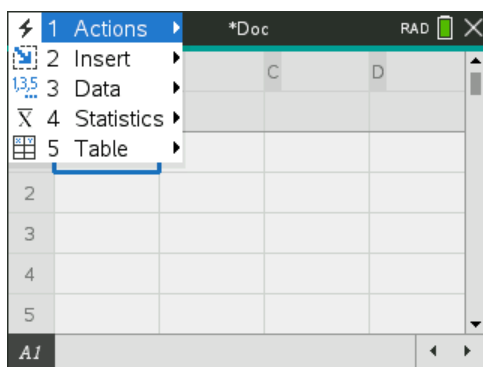 1 Actions *Doc RAD
2 Insert C D
1,3,5 3 Data
X̅ 4 Statistics
X Y 5 Table
2
3
4
5
A1